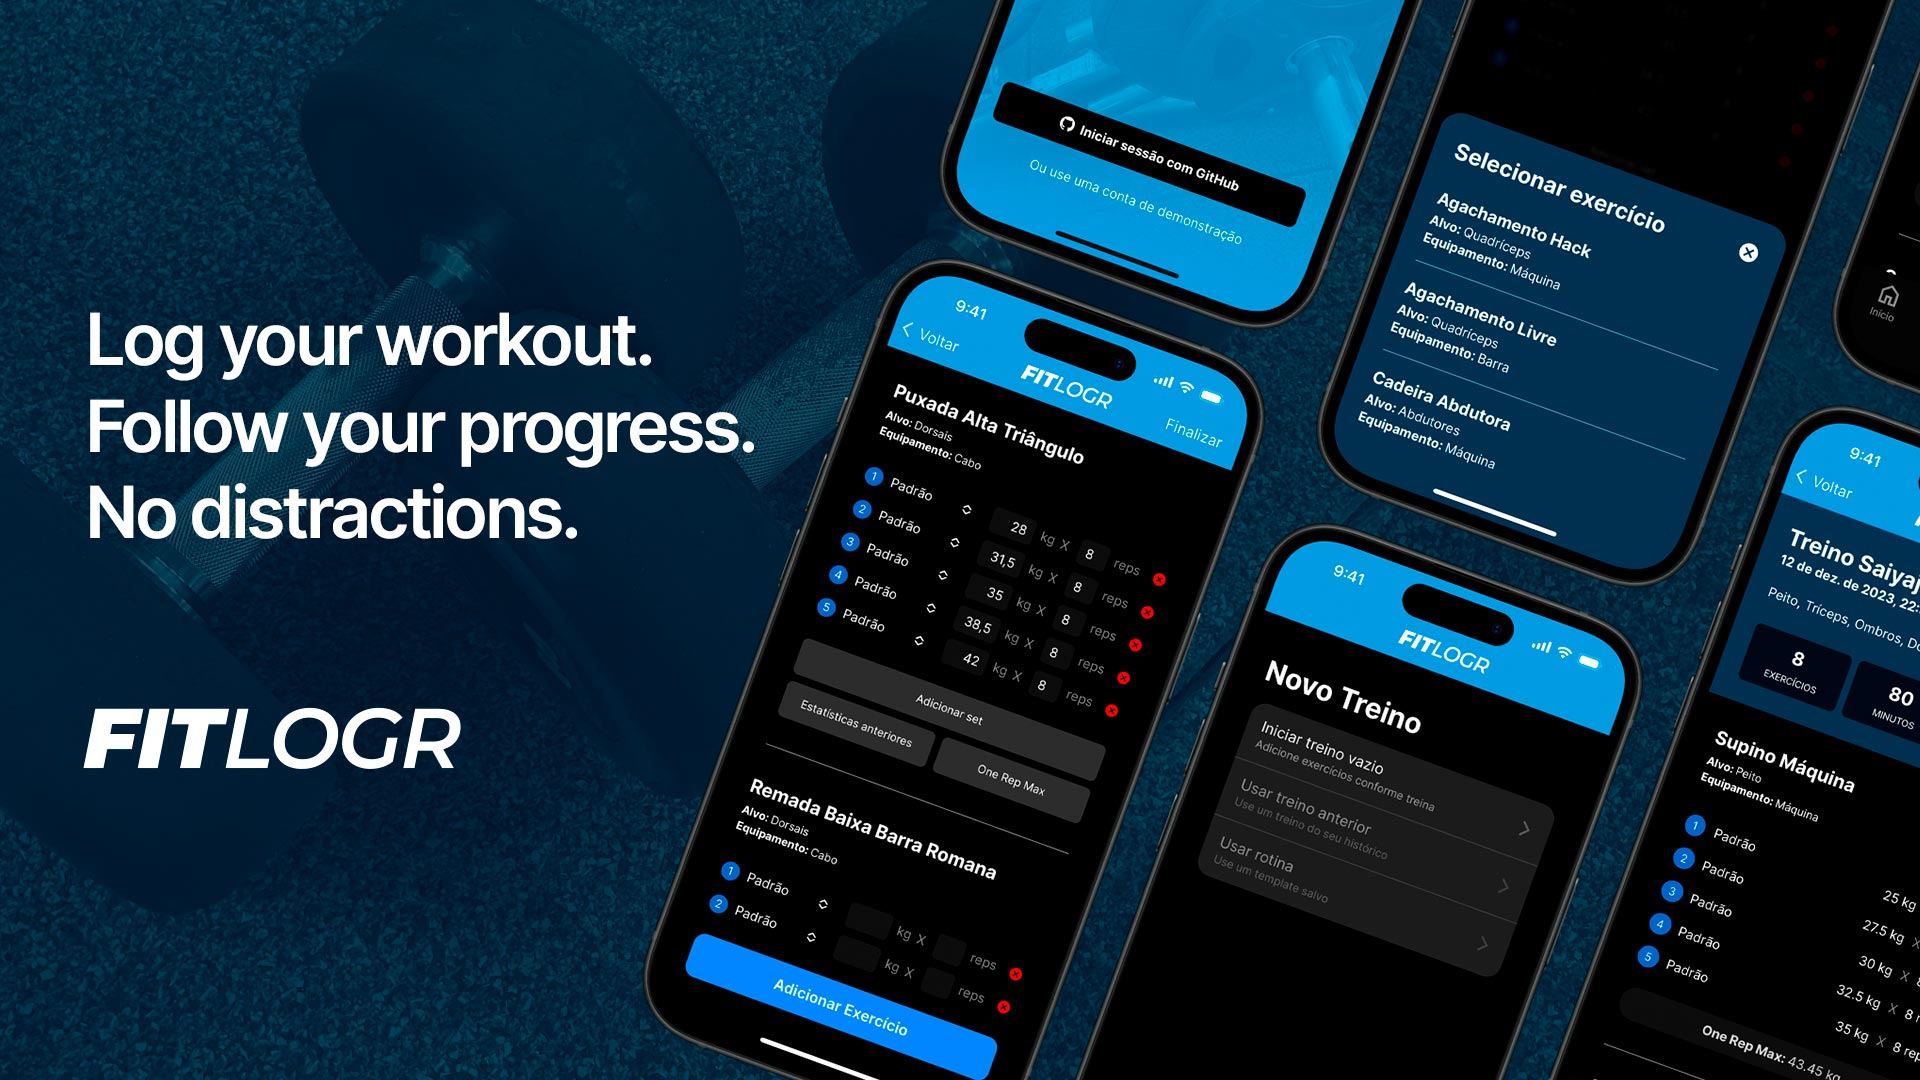 Log your workout.
Follow your progress.
No distractions.
FITLOGR
Iniciar sessão com GitHub
Ou use uma conta de demonstração
Selecionar exercício
Agachamento Hack
Alvo: Quadríceps
Equipamento: Máquina
Agachamento Livre
Alvo: Quadríceps
Equipamento: Barra
Cadeira Abdutora
Alvo: Abdutores
Equipamento: Máquina
Início
9:41
Voltar
FITLOGR
Finalizar
Puxada Alta Triângulo
Alvo: Dorsais
Equipamento: Cabo
1 Padrão 28 kg X 8 reps
2 Padrão 31,5 kg X 8 reps
3 Padrão 35 kg X 8 reps
4 Padrão 38,5 kg X 8 reps
5 Padrão 42 kg X 8 reps
Adicionar set
Estatísticas anteriores
One Rep Max
Remada Baixa Barra Romana
Alvo: Dorsais
Equipamento: Cabo
1 Padrão kg X reps
2 Padrão kg X reps
Adicionar Exercício
9:41
FITLOGR
Novo Treino
Iniciar treino vazio
Adicione exercícios conforme treina
Usar treino anterior
Use um treino do seu histórico
Usar rotina
Use um template salvo
9:41
Voltar
Treino Saiya
12 de dez. de 2023, 22:
Peito, Tríceps, Ombros, Do
8
EXERCÍCIOS
80
MINUTOS
Supino Máquina
Alvo: Peito
Equipamento: Máquina
1 Padrão 25 kg
2 Padrão 27.5 kg X
3 Padrão 30 kg X 8
4 Padrão 32.5 kg X 8 r
5 Padrão 35 kg X 8 rep
One Rep Max: 43.45 kg